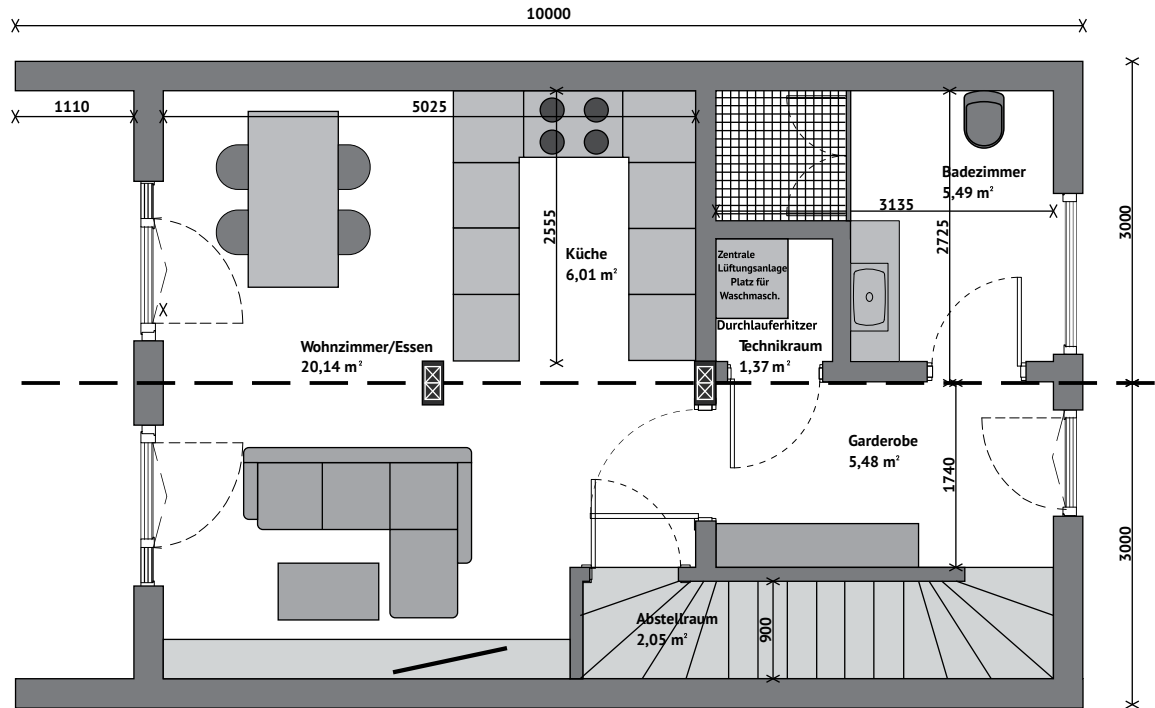 10000
1110
5025
3000
Badezimmer
5,49 m²
3135
2725
2555
Küche
6,01 m²
Zentrale
Lüftungsanlage
Platz für
Waschmasch.
Durchlauferhitzer
Technikraum
1,37 m²
Wohnzimmer/Essen
20,14 m²
Garderobe
5,48 m²
1740
3000
Abstellraum
2,05 m²
900